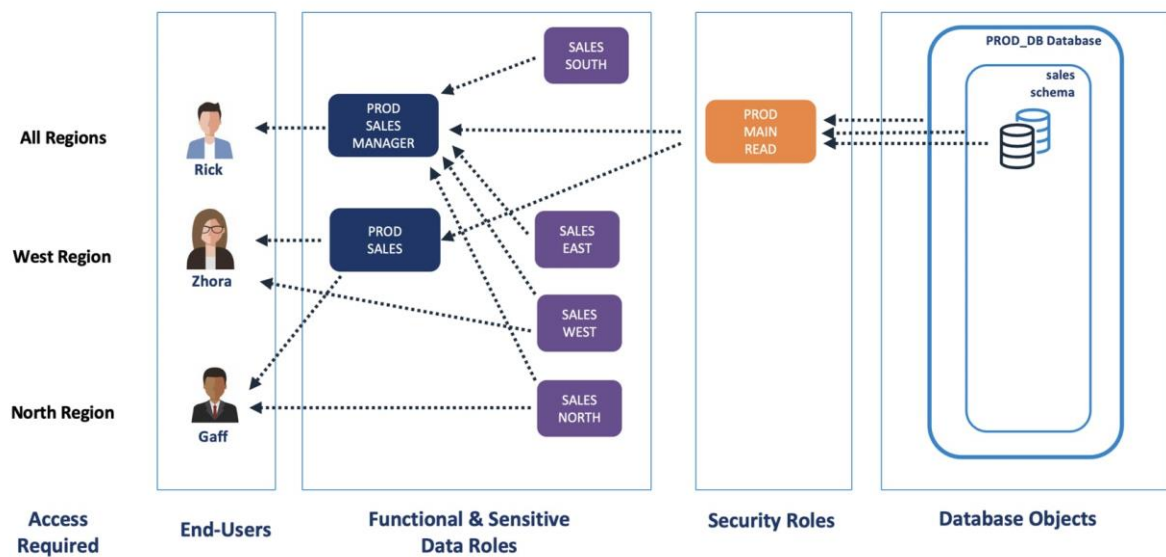 All Regions
West Region
North Region
Access
Required
Rick
Zhora
Gaff
End-Users
PROD
SALES
MANAGER
PROD
SALES
SALES
SOUTH
SALES
EAST
SALES
WEST
SALES
NORTH
Functional & Sensitive
Data Roles
PROD
MAIN
READ
Security Roles
PROD_DB Database
sales
schema
Database Objects